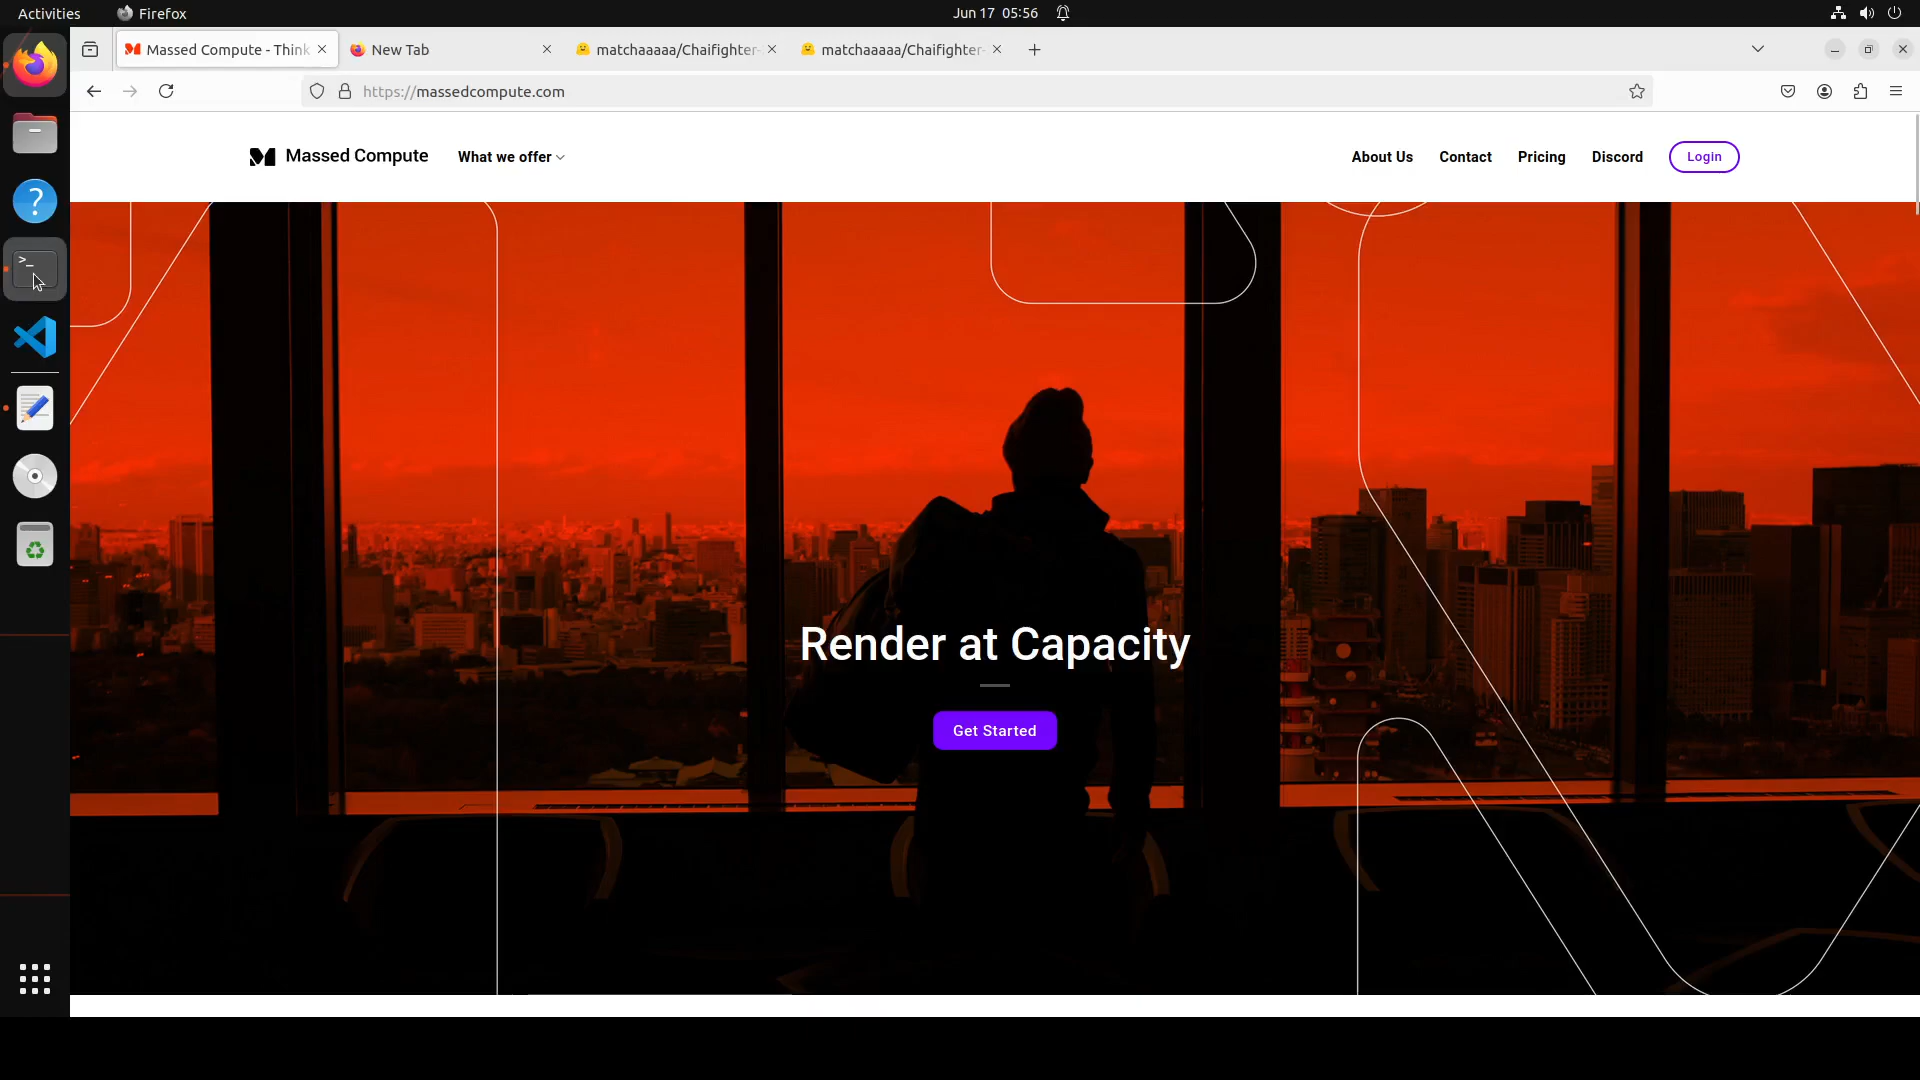 Activities
Firefox
Jun 17 05:56
Massed Compute - Think
New Tab
matchaaaaa/Chaifighter-
matchaaaaa/Chaifighter-
https://massedcompute.com
Massed Compute
What we offer
About Us
Contact
Pricing
Discord
Login
Render at Capacity
Get Started